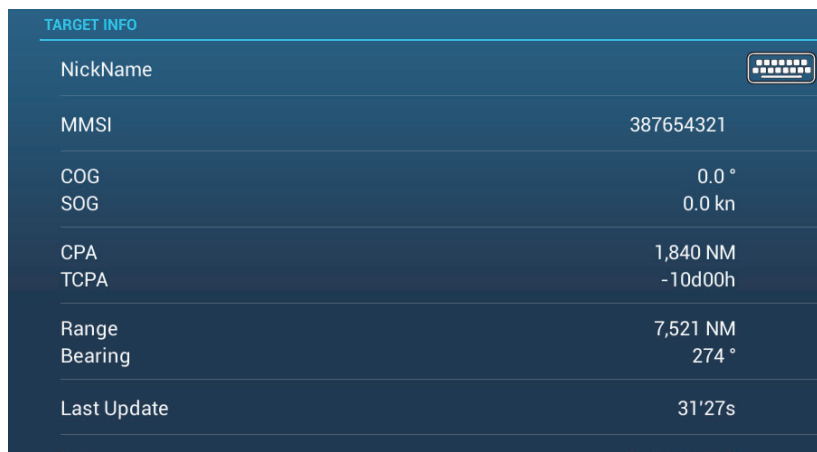 TARGET INFO
NickName
MMSI 387654321
COG 0.0 °
SOG 0.0 kn
CPA 1,840 NM
TCPA -10d00h
Range 7,521 NM
Bearing 274 °
Last Update 31'27s